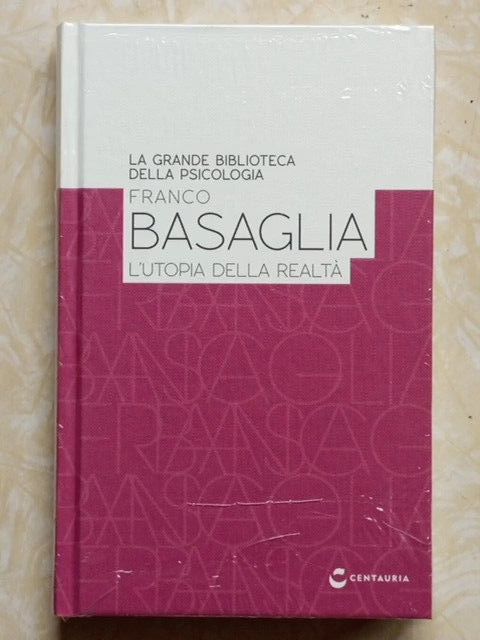 LA GRANDE BIBLIOTECA
DELLA PSICOLOGIA
FRANCO
BASAGLIA
L'UTOPIA DELLA REALTÀ
CENTAURIA